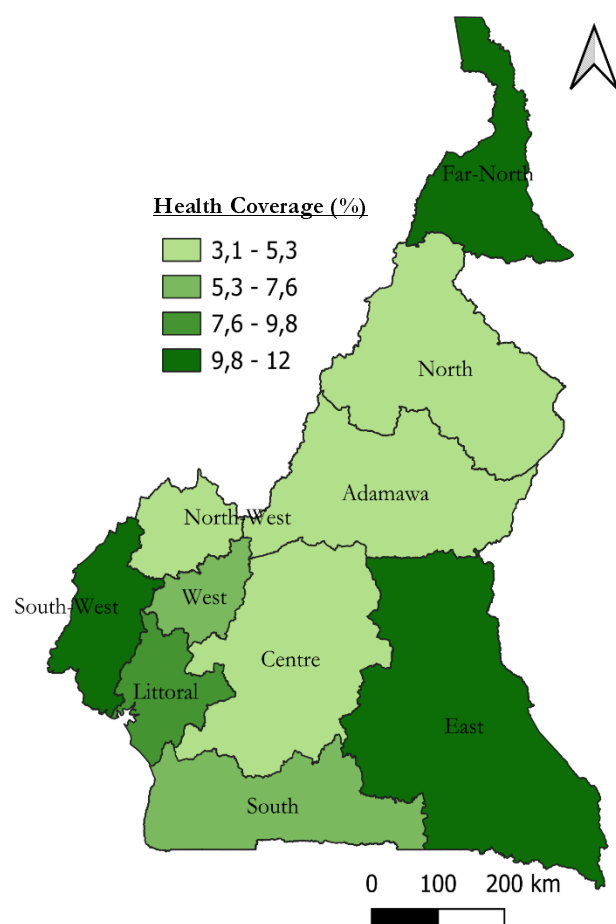 Far-North
Health Coverage (%)
3,1 - 5,3
5,3 - 7,6
7,6 - 9,8
9,8 - 12
North
Adamawa
North-West
West
South-West
Centre
Littoral
East
South
0 100 200 km